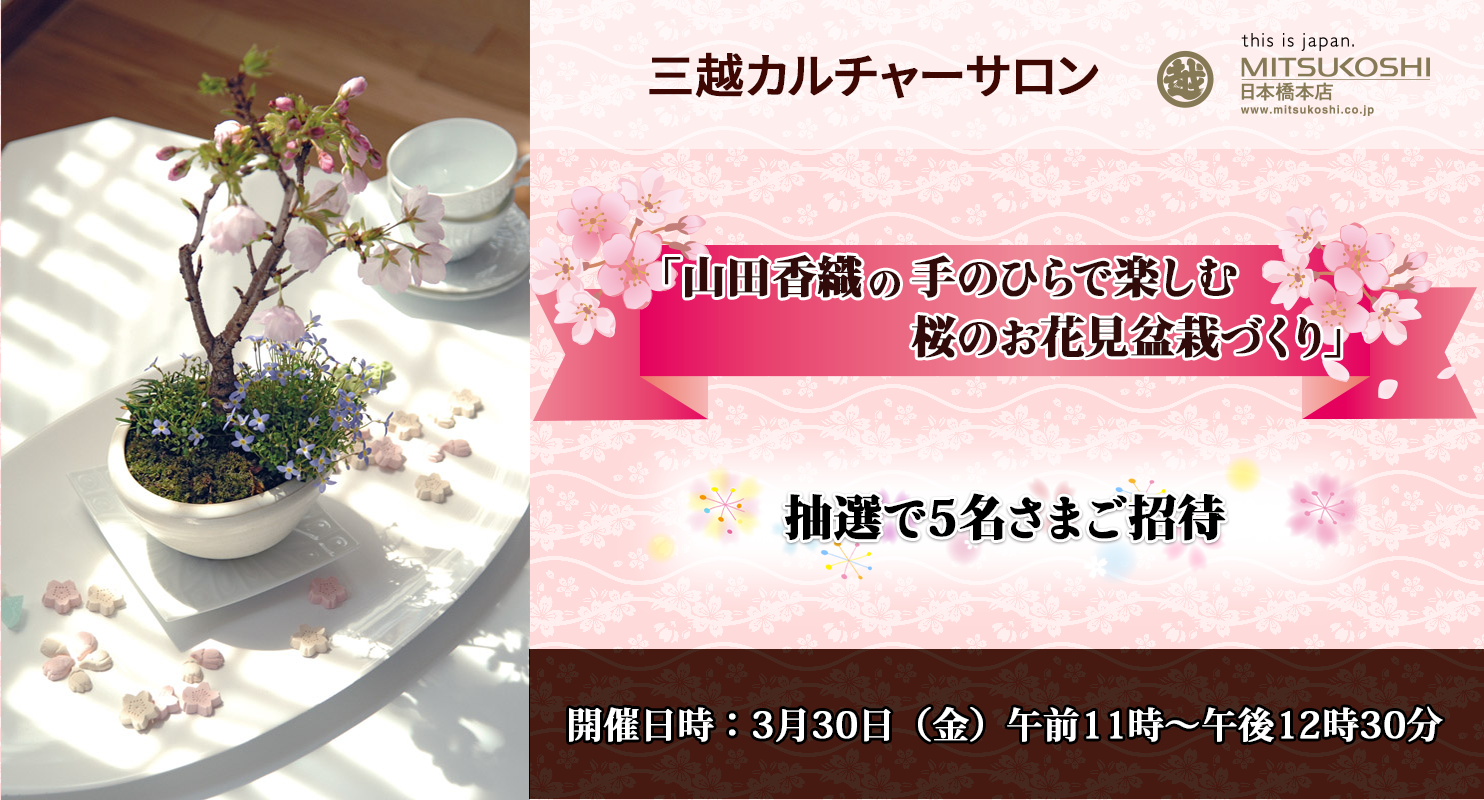 三越カルチャーサロン
越
this is japan.
MITSUKOSHI
日本橋本店
www.mitsukoshi.co.jp
「山田香織の 手のひらで楽しむ
桜のお花見盆栽づくり」
抽選で5名さまご招待
開催日時：3月30日（金）午前11時～午後12時30分